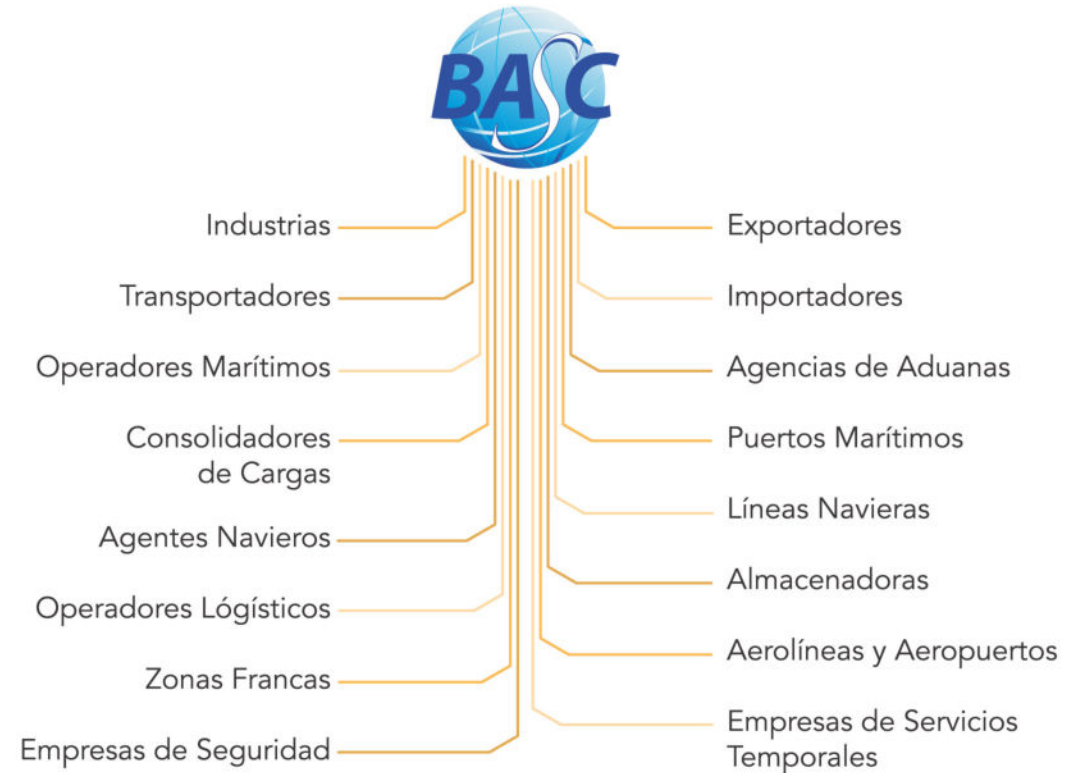 BASC
Industrias
Transportadores
Operadores Marítimos
Consolidadores
de Cargas
Agentes Navieros
Operadores Lógísticos
Zonas Francas
Empresas de Seguridad
Exportadores
Importadores
Agencias de Aduanas
Puertos Marítimos
Líneas Navieras
Almacenadoras
Aerolíneas y Aeropuertos
Empresas de Servicios
Temporales